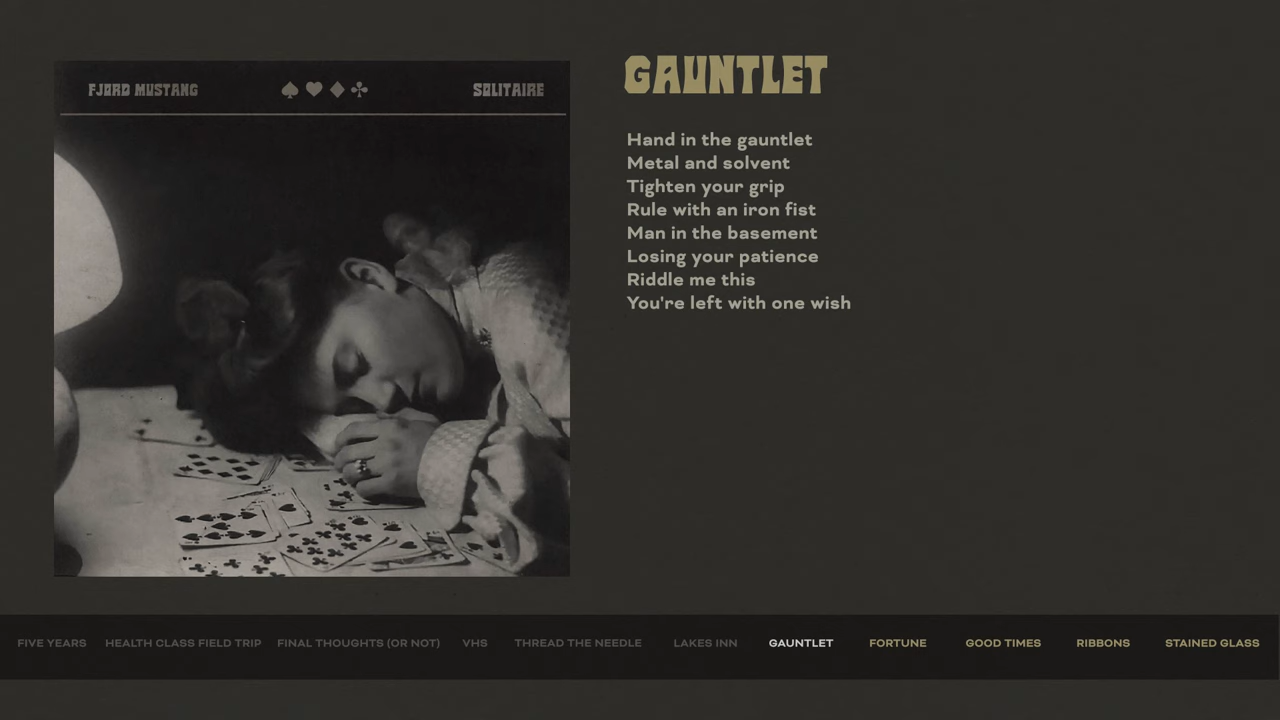 FJORD MUSTANG ♠ ♥ ♦ ♣ SOLITAIRE
GAUNTLET
Hand in the gauntlet
Metal and solvent
Tighten your grip
Rule with an iron fist
Man in the basement
Losing your patience
Riddle me this
You're left with one wish
FIVE YEARS HEALTH CLASS FIELD TRIP FINAL THOUGHTS (OR NOT) VHS THREAD THE NEEDLE LAKES INN GAUNTLET FORTUNE GOOD TIMES RIBBONS STAINED GLASS